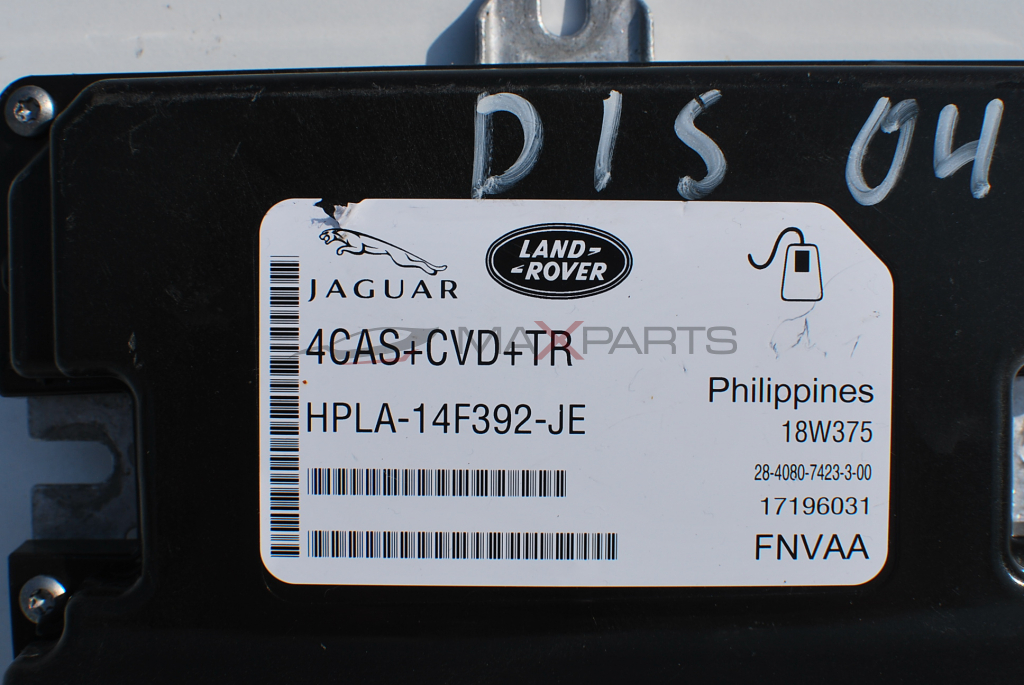 DIS 04
JAGUAR
LAND-
-ROVER
4CAS+CVD+TR
MAXPARTS
HPLA-14F392-JE
Philippines
18W375
28-4080-7423-3-00
17196031
FNVAA